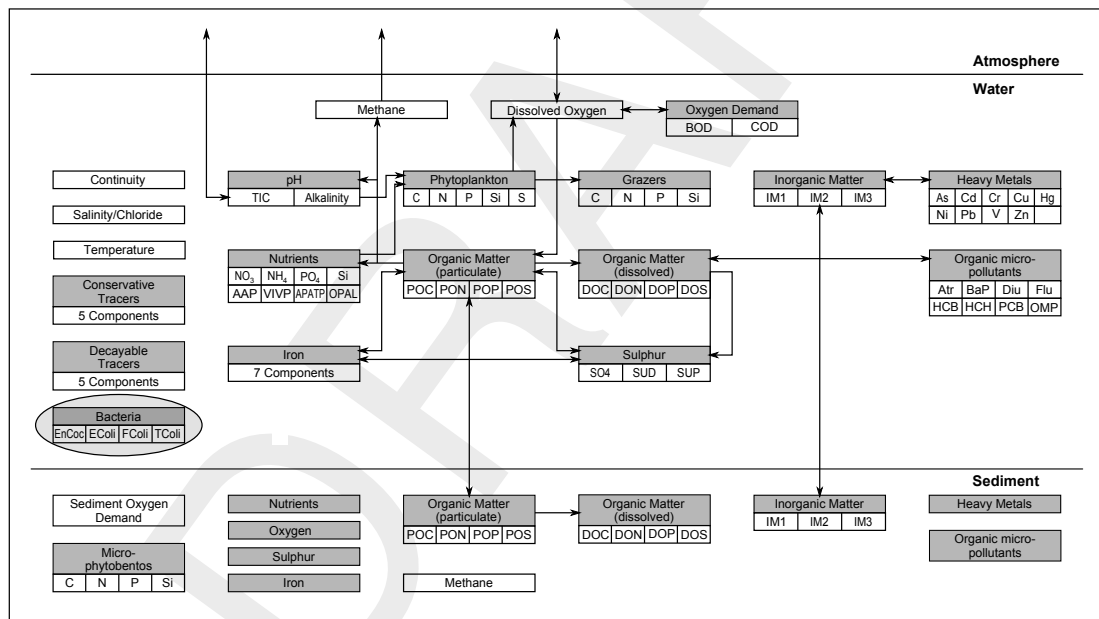 Atmosphere
Water
Methane
Dissolved Oxygen
Oxygen Demand
BOD COD
Continuity
pH
TIC Alkalinity
Phytoplankton
C N P Si S
Grazers
C N P Si
Inorganic Matter
IM1 IM2 IM3
Heavy Metals
As Cd Cr Cu Hg
Ni Pb V Zn
Salinity/Chloride
Temperature
Nutrients
NO3 NH4 PO4 Si
AAP VIVP APATP OPAL
Organic Matter
(particulate)
POC PON POP POS
Organic Matter
(dissolved)
DOC DON DOP DOS
Organic micro-
pollutants
Atr BaP Diu Flu
HCB HCH PCB OMP
Conservative
Tracers
5 Components
Decayable
Tracers
5 Components
Iron
7 Components
Sulphur
SO4 SUD SUP
Bacteria
EnCoc EColi FColi TColi
Sediment
Sediment Oxygen
Demand
Nutrients
Oxygen
Sulphur
Iron
Organic Matter
(particulate)
POC PON POP POS
Organic Matter
(dissolved)
DOC DON DOP DOS
Inorganic Matter
IM1 IM2 IM3
Heavy Metals
Organic micro-
pollutants
Micro-
phytobentos
C N P Si
Methane
DRA